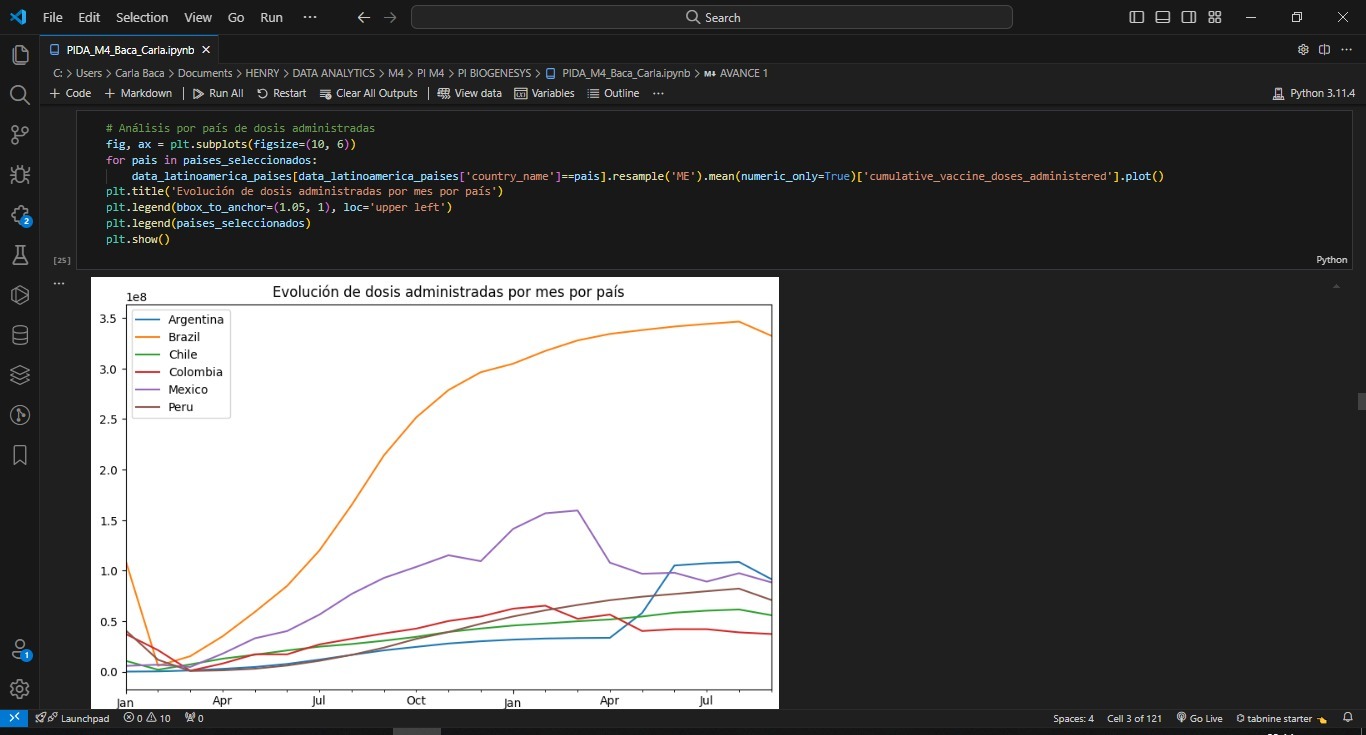 File Edit Selection View Go Run ··· Search
PIDA_M4_Baca_Carla.ipynb
C: > Users > Carla Baca > Documents > HENRY > DATA ANALYTICS > M4 > PI M4 > PI BIOGENESYS > PIDA_M4_Baca_Carla.ipynb > M↓ AVANCE 1
+ Code + Markdown | Run All Restart Clear All Outputs | View data Variables Outline ··· Python 3.11.4
# Análisis por país de dosis administradas
fig, ax = plt.subplots(figsize=(10, 6))
for pais in paises_seleccionados:
data_latinoamerica_paises[data_latinoamerica_paises['country_name']==pais].resample('ME').mean(numeric_only=True)['cumulative_vaccine_doses_administered'].plot()
plt.title('Evolución de dosis administradas por mes por país')
plt.legend(bbox_to_anchor=(1.05, 1), loc='upper left')
plt.legend(paises_seleccionados)
plt.show()
[25] Python
Evolución de dosis administradas por mes por país
1e8
3.5
3.0
2.5
2.0
1.5
1.0
0.5
0.0
Argentina
Brazil
Chile
Colombia
Mexico
Peru
Jan Apr Jul Oct Jan Apr Jul
2
1
Launchpad 0 10 0 Spaces: 4 Cell 3 of 121 Go Live tabnine starter